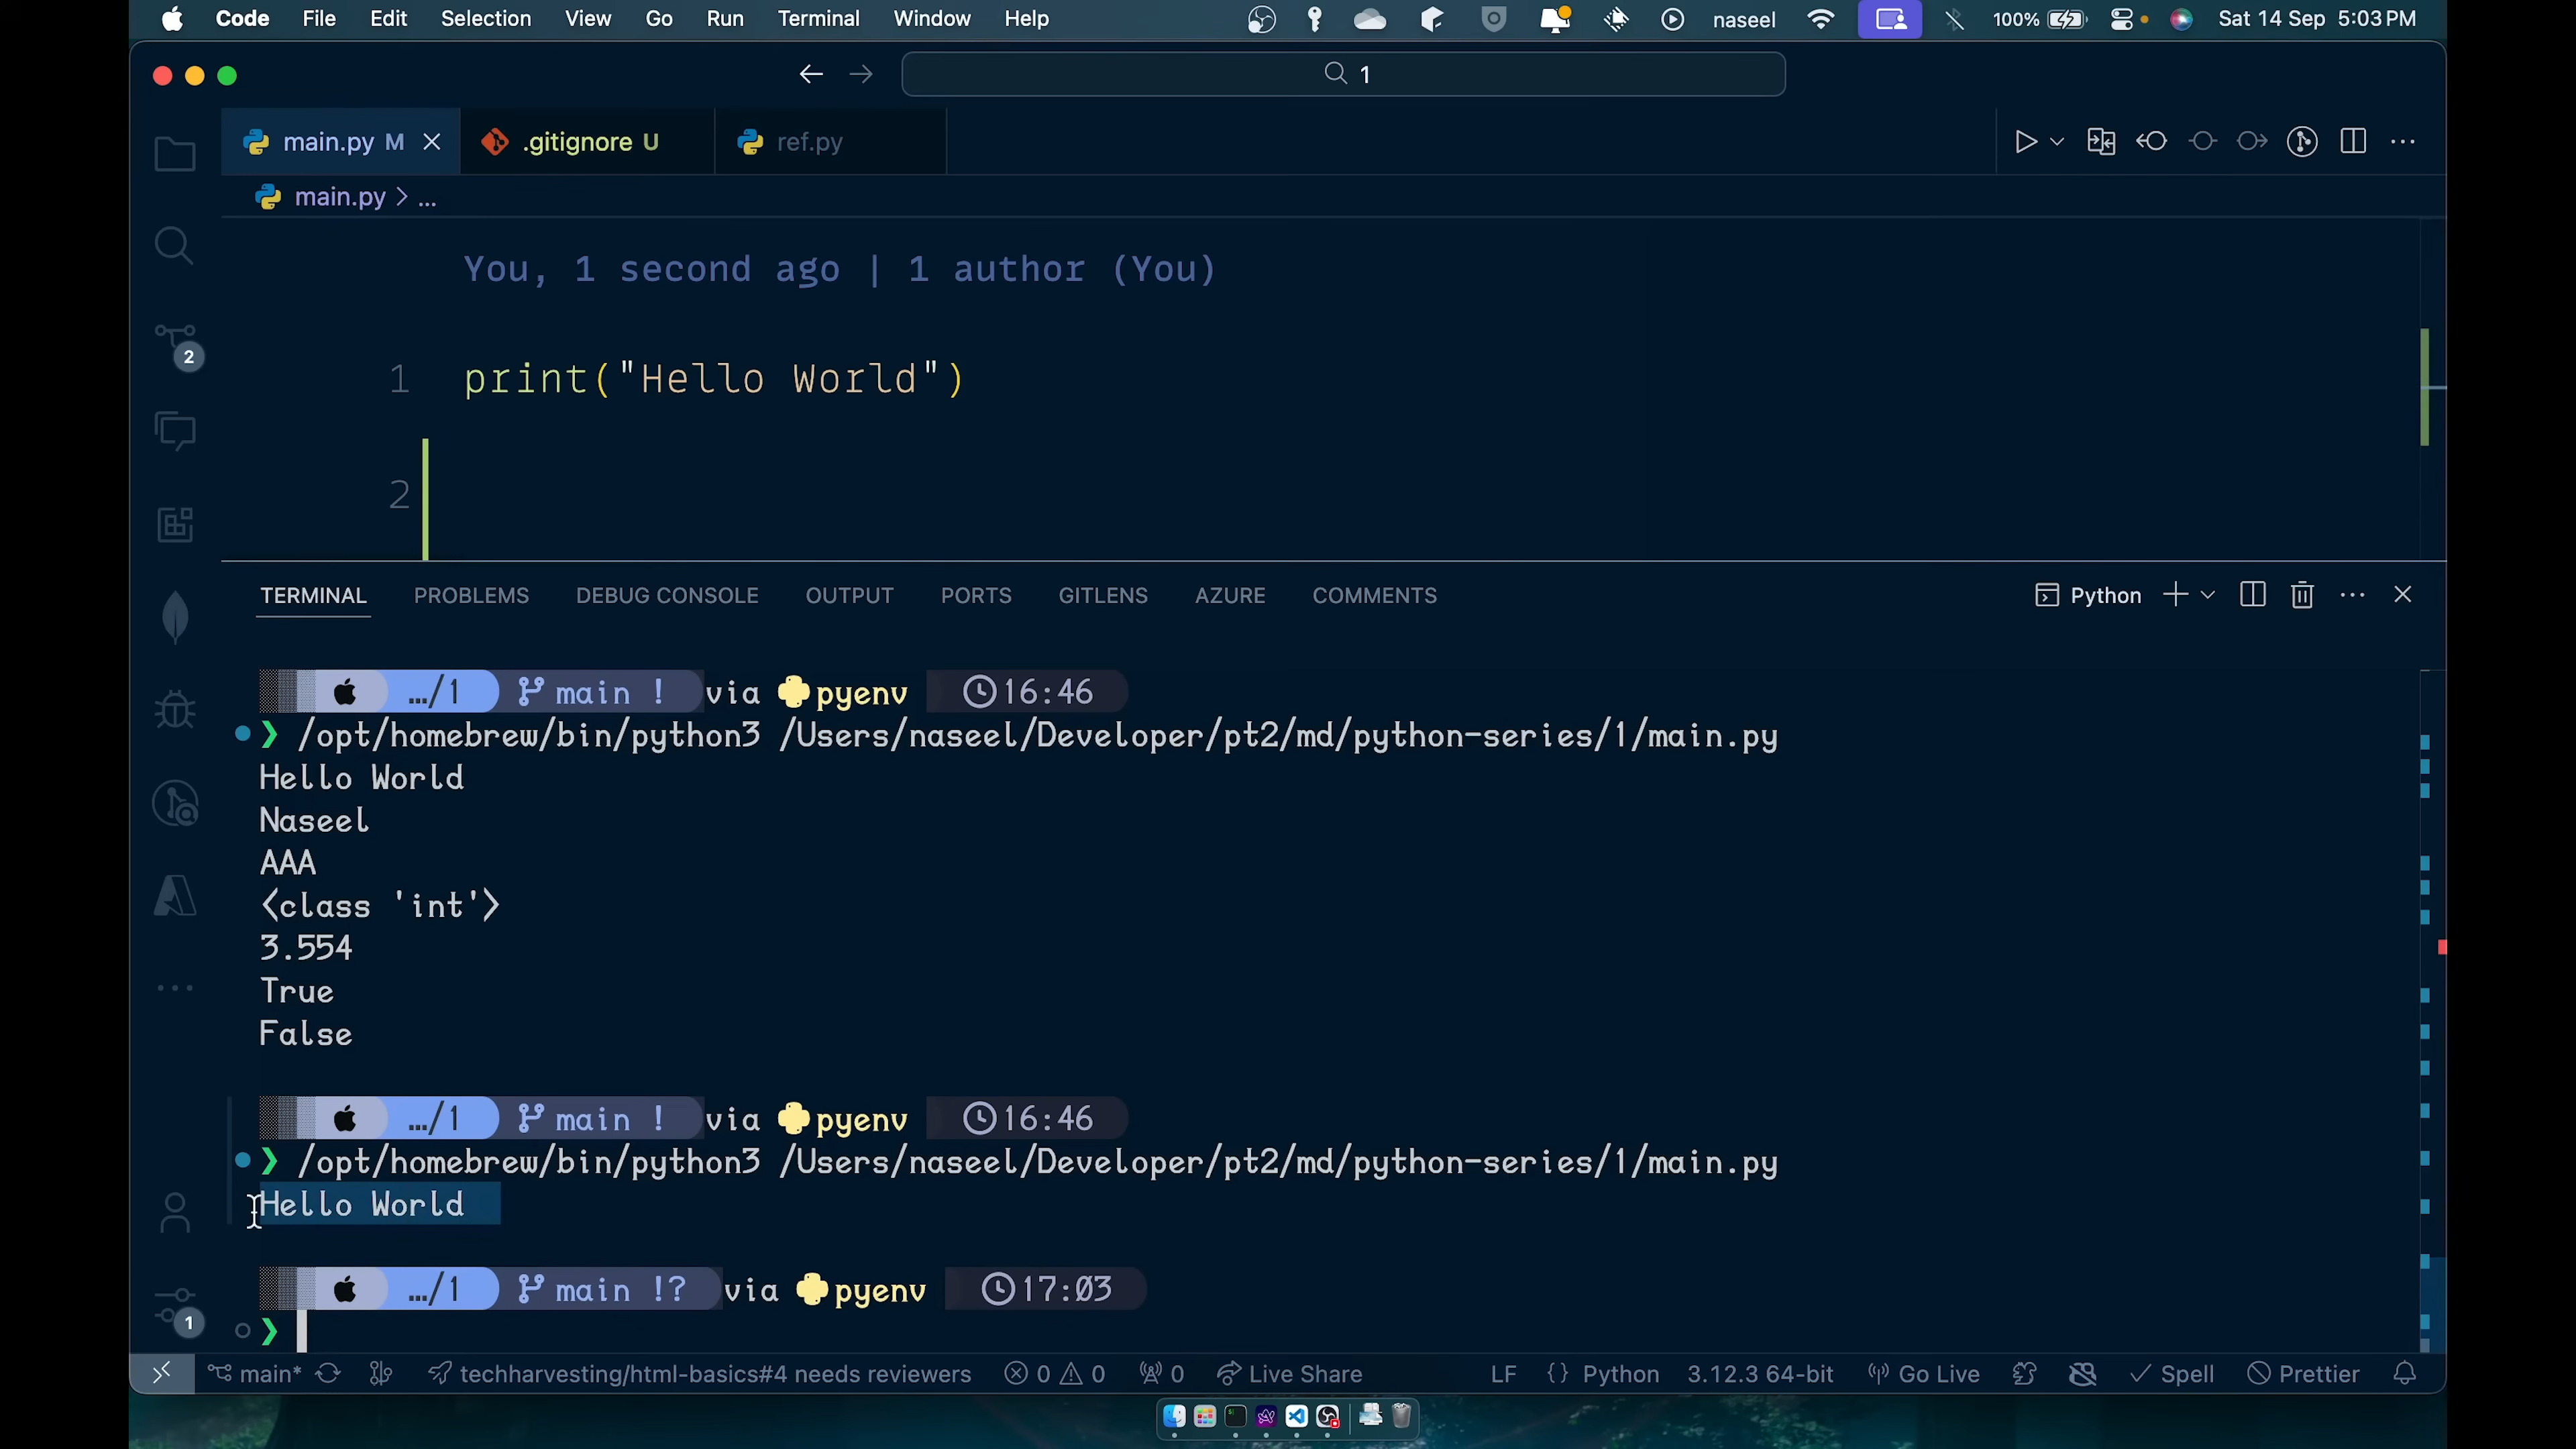 Code File Edit Selection View Go Run Terminal Window Help naseel 100% Sat 14 Sep 5:03 PM
1
main.py M .gitignore U ref.py
main.py > ...
You, 1 second ago | 1 author (You)
1 print("Hello World")
2
TERMINAL PROBLEMS DEBUG CONSOLE OUTPUT PORTS GITLENS AZURE COMMENTS Python
…/1 main ! via pyenv 16:46
❯ /opt/homebrew/bin/python3 /Users/naseel/Developer/pt2/md/python-series/1/main.py
Hello World
Naseel
AAA
<class 'int'>
3.554
True
False
…/1 main ! via pyenv 16:46
❯ /opt/homebrew/bin/python3 /Users/naseel/Developer/pt2/md/python-series/1/main.py
Hello World
…/1 main !? via pyenv 17:03
❯
2
1
main* techharvesting/html-basics#4 needs reviewers 0 0 0 Live Share LF {} Python 3.12.3 64-bit Go Live Spell Prettier